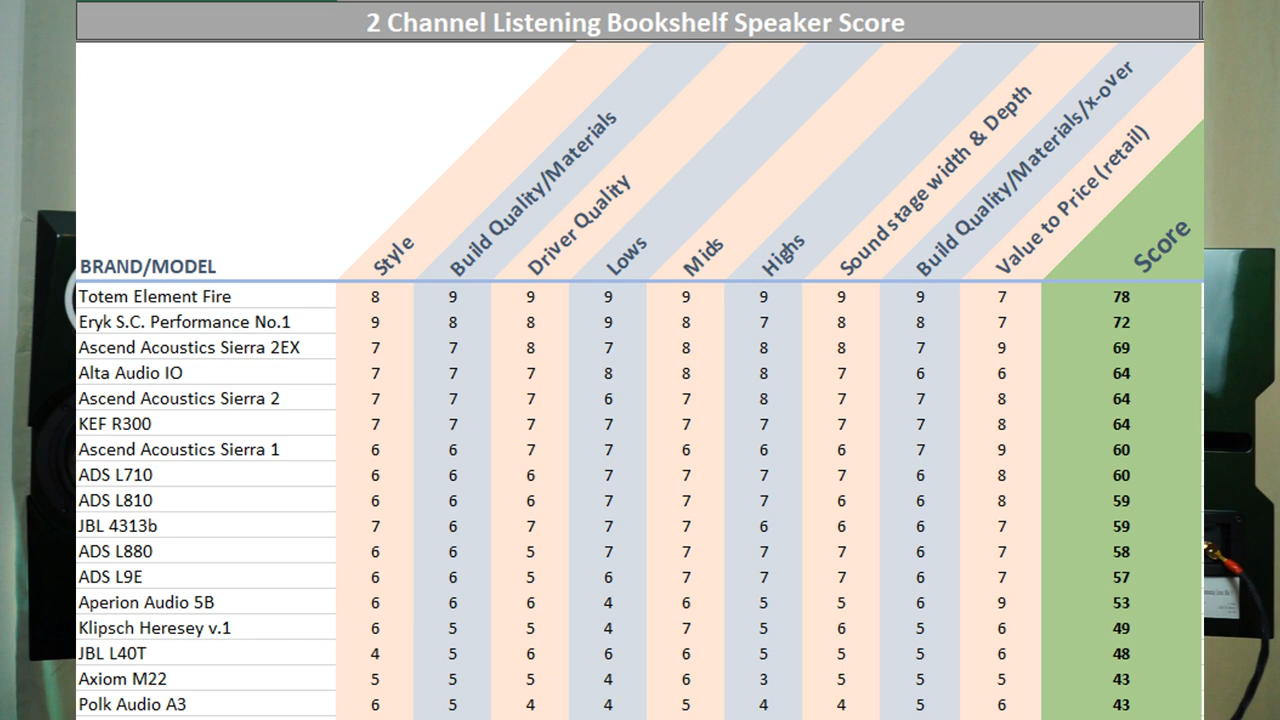 2 Channel Listening Bookshelf Speaker Score
BRAND/MODEL Style Build Quality/Materials Driver Quality Lows Mids Highs Sound stage width & Depth Build Quality/Materials/x-over Value to Price (retail) Score
Totem Element Fire 8 9 9 9 9 9 9 9 7 78
Eryk S.C. Performance No.1 9 8 8 9 8 7 8 8 7 72
Ascend Acoustics Sierra 2EX 7 7 8 7 8 8 8 7 9 69
Alta Audio IO 7 7 7 8 8 8 7 6 6 64
Ascend Acoustics Sierra 2 7 7 7 6 7 8 7 7 8 64
KEF R300 7 7 7 7 7 7 7 7 8 64
Ascend Acoustics Sierra 1 6 6 7 7 6 6 6 7 9 60
ADS L710 6 6 6 7 7 7 7 6 8 60
ADS L810 6 6 6 7 7 7 6 6 8 59
JBL 4313b 7 6 7 7 7 6 6 6 7 59
ADS L880 6 6 5 7 7 7 7 6 7 58
ADS L9E 6 6 5 6 7 7 7 6 7 57
Aperion Audio 5B 6 6 6 4 6 5 5 6 9 53
Klipsch Heresey v.1 6 5 5 4 7 5 6 5 6 49
JBL L40T 4 5 6 6 6 5 5 5 6 48
Axiom M22 5 5 5 4 6 3 5 5 5 43
Polk Audio A3 6 5 4 4 5 4 4 5 6 43